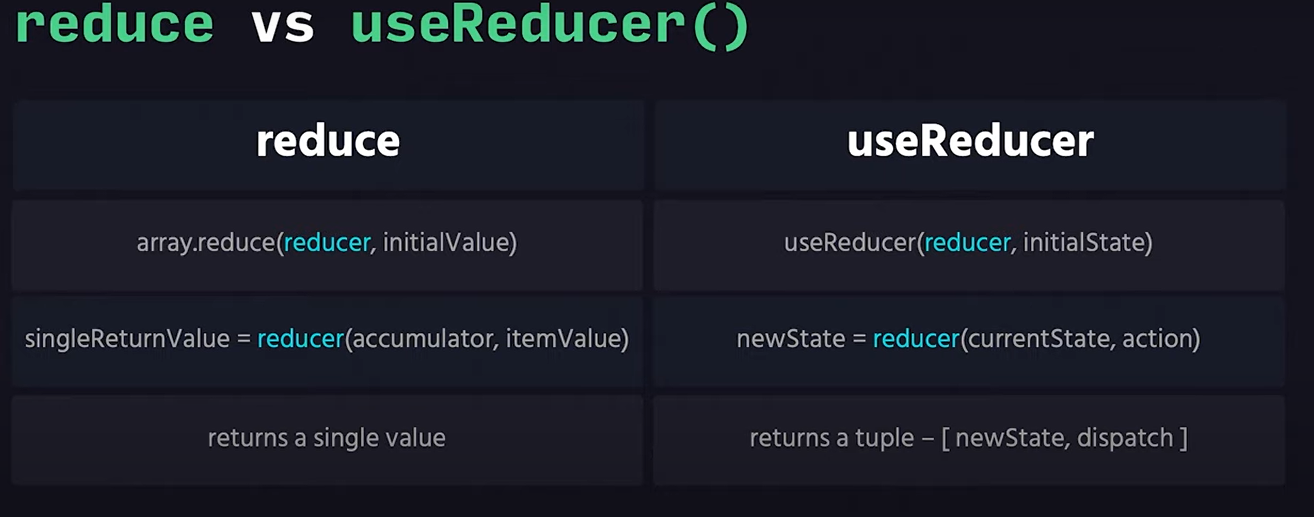 reduce vs useReducer()
reduce
useReducer
array.reduce(reducer, initialValue)
useReducer(reducer, initialState)
singleReturnValue = reducer(accumulator, itemValue)
newState = reducer(currentState, action)
returns a single value
returns a tuple – [ newState, dispatch ]